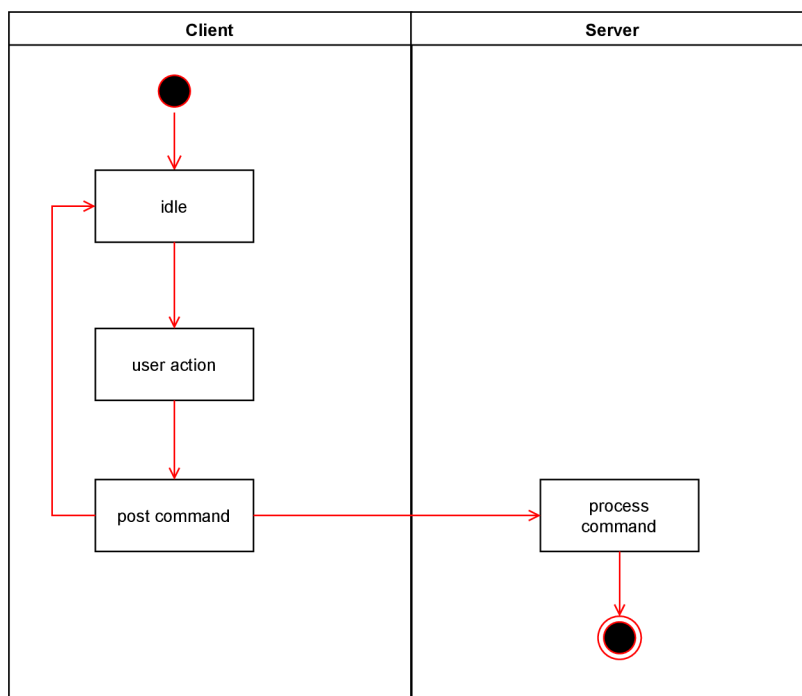 Client
Server
idle
user action
post command
process
command